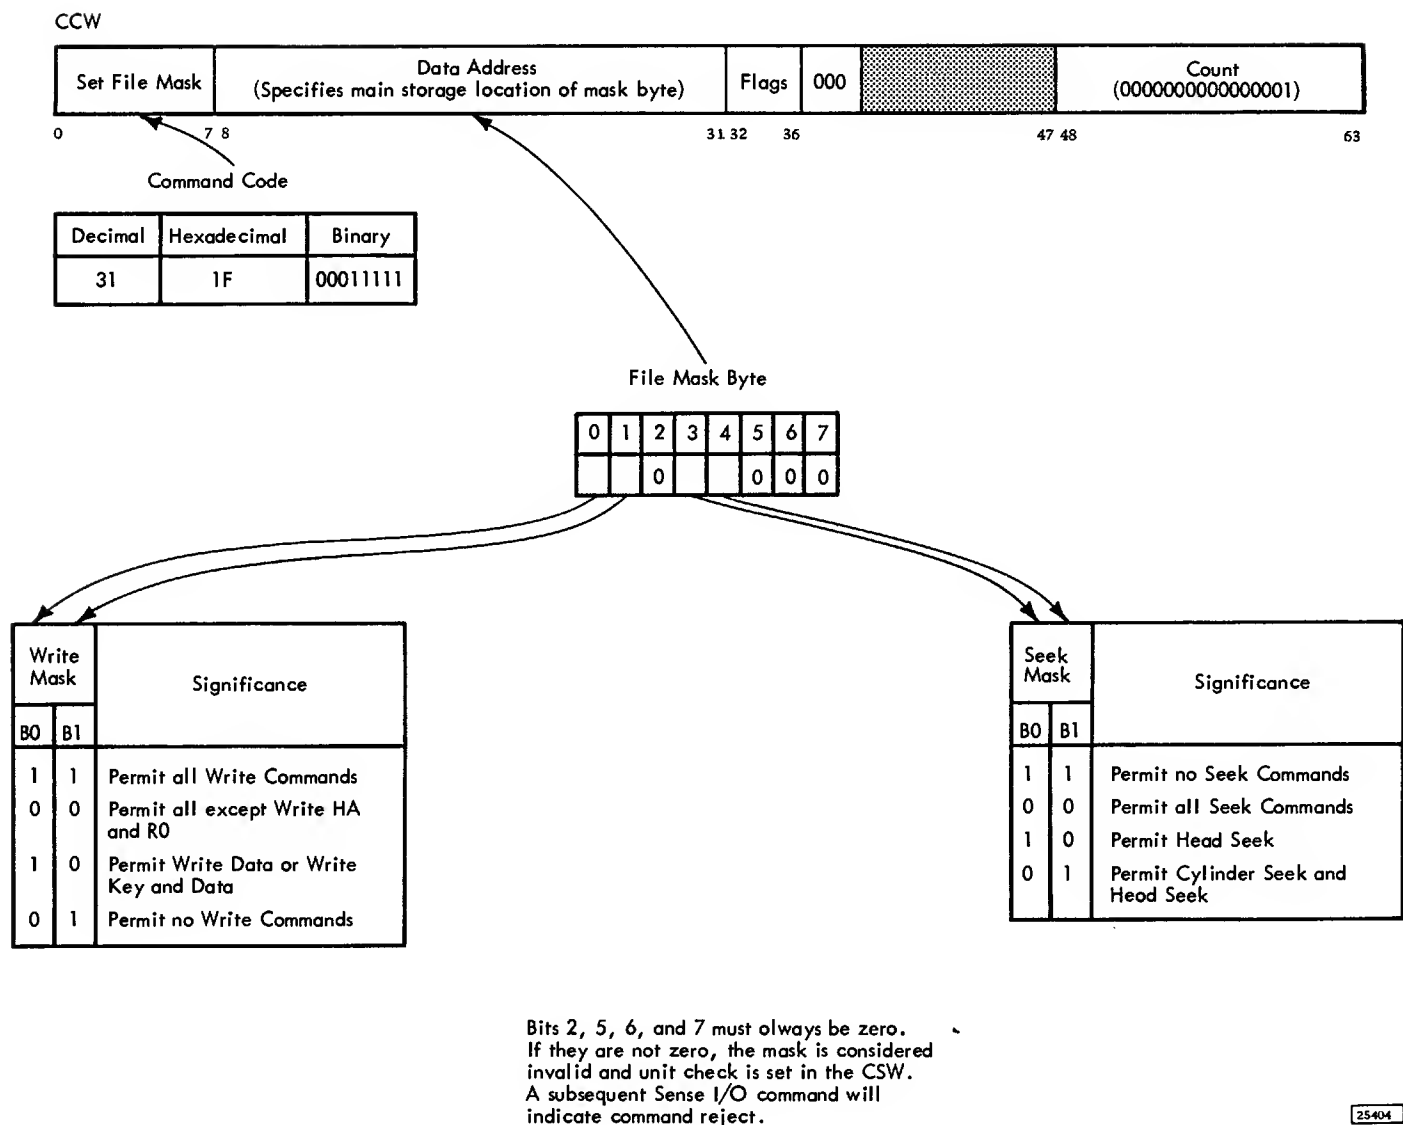 CCW
Set File Mask
Data Address
(Specifies main storage location of mask byte)
Flags
000
Count
(0000000000000001)
0 7 8 31 32 36 47 48 63
Command Code
Decimal Hexadecimal Binary
31 1F 00011111
File Mask Byte
0 1 2 3 4 5 6 7
0 0 0 0
Write
Mask
Significance
B0 B1
1 1 Permit all Write Commands
0 0 Permit all except Write HA
and R0
1 0 Permit Write Data or Write
Key and Data
0 1 Permit no Write Commands
Seek
Mask
Significance
B0 B1
1 1 Permit no Seek Commands
0 0 Permit all Seek Commands
1 0 Permit Head Seek
0 1 Permit Cylinder Seek and
Heod Seek
Bits 2, 5, 6, and 7 must olways be zero.
If they are not zero, the mask is considered
invalid and unit check is set in the CSW.
A subsequent Sense I/O command will
indicate command reject.
25404